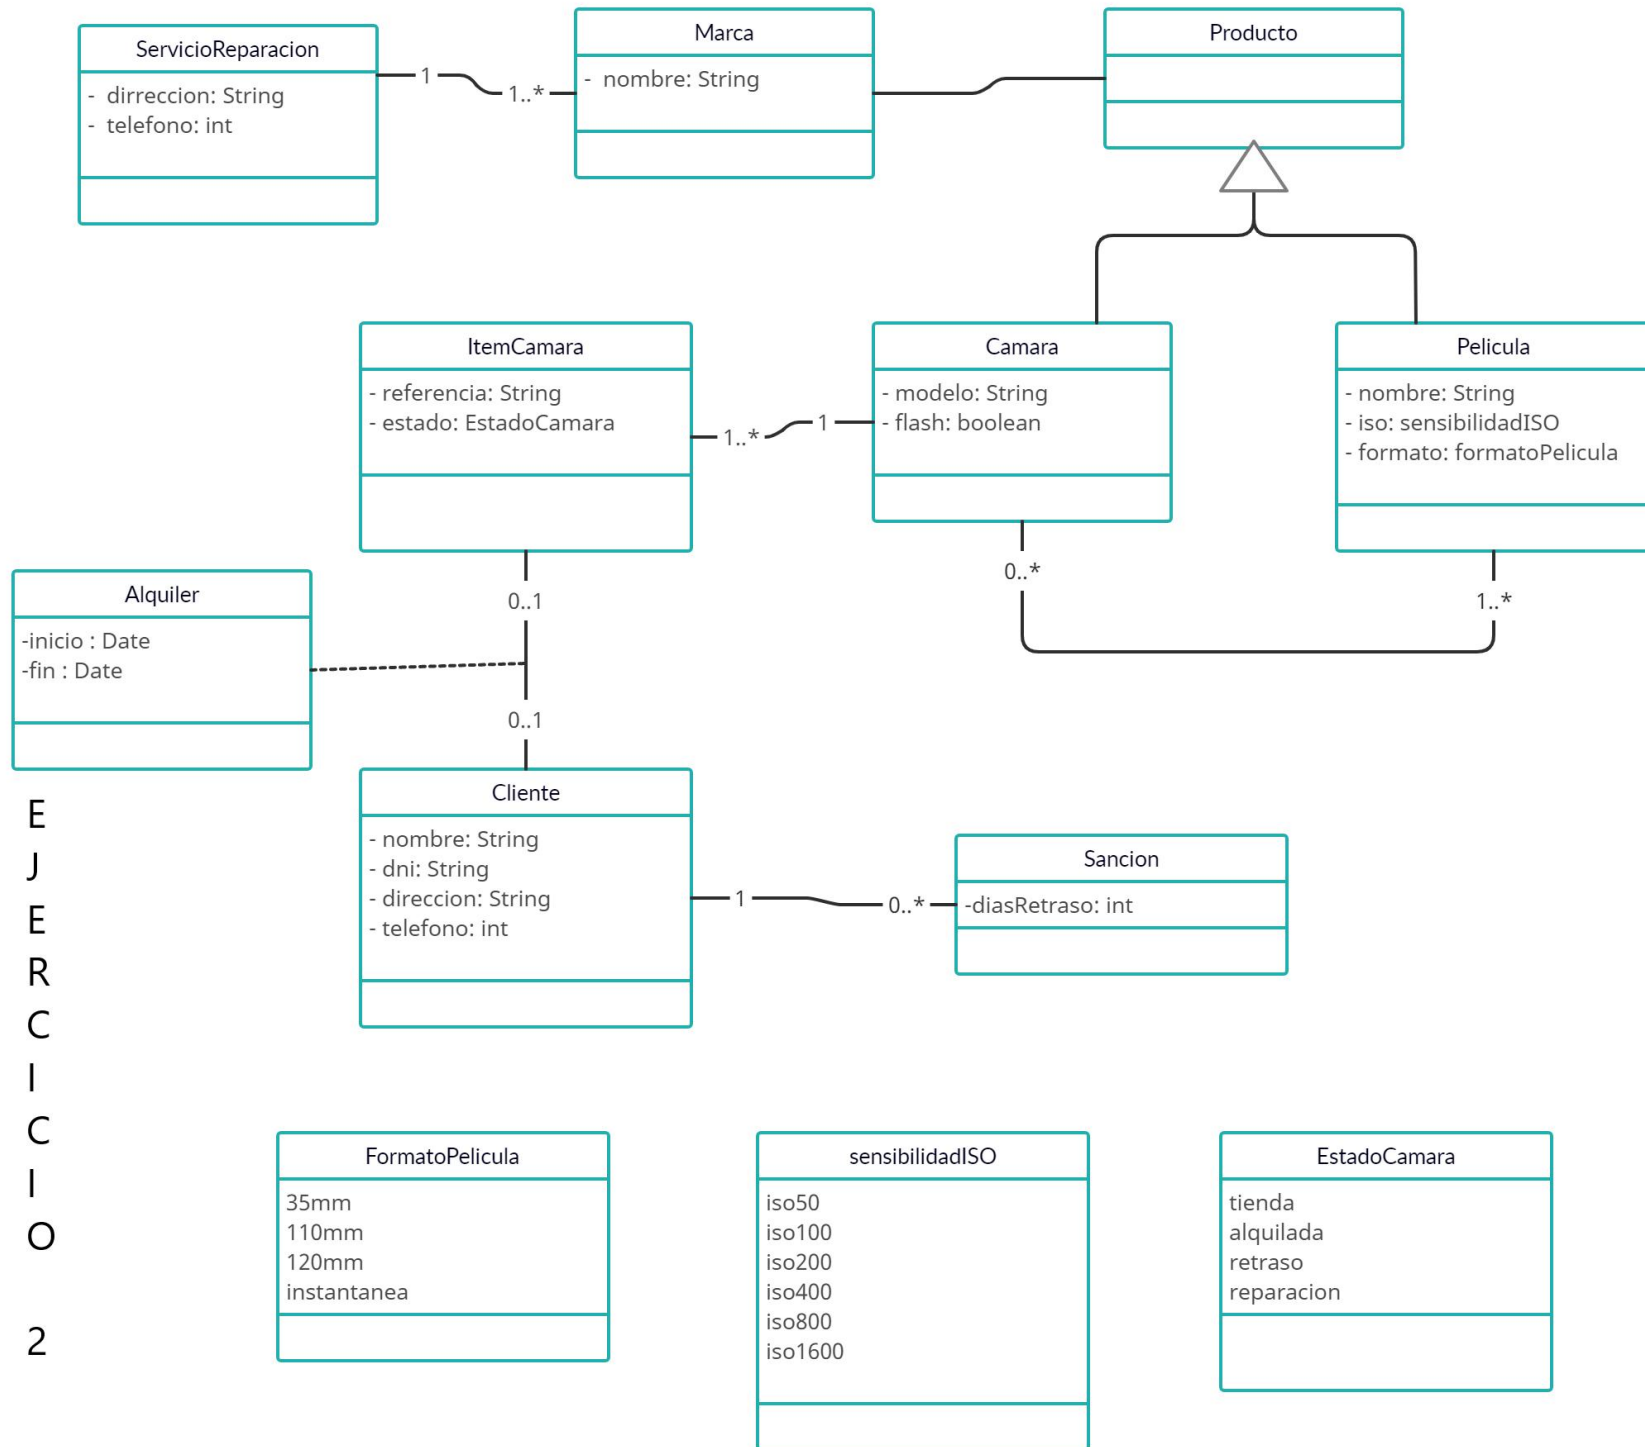 ServicioReparacion
- dirreccion: String
- telefono: int
1
1..*
Marca
- nombre: String
Producto
ItemCamara
- referencia: String
- estado: EstadoCamara
1..*
1
Camara
- modelo: String
- flash: boolean
Pelicula
- nombre: String
- iso: sensibilidadISO
- formato: formatoPelicula
0..*
1..*
Alquiler
-inicio : Date
-fin : Date
0..1
0..1
Cliente
- nombre: String
- dni: String
- direccion: String
- telefono: int
1
0..*
Sancion
-diasRetraso: int
E
J
E
R
C
I
C
I
O
2
FormatoPelicula
35mm
110mm
120mm
instantanea
sensibilidadISO
iso50
iso100
iso200
iso400
iso800
iso1600
EstadoCamara
tienda
alquilada
retraso
reparacion